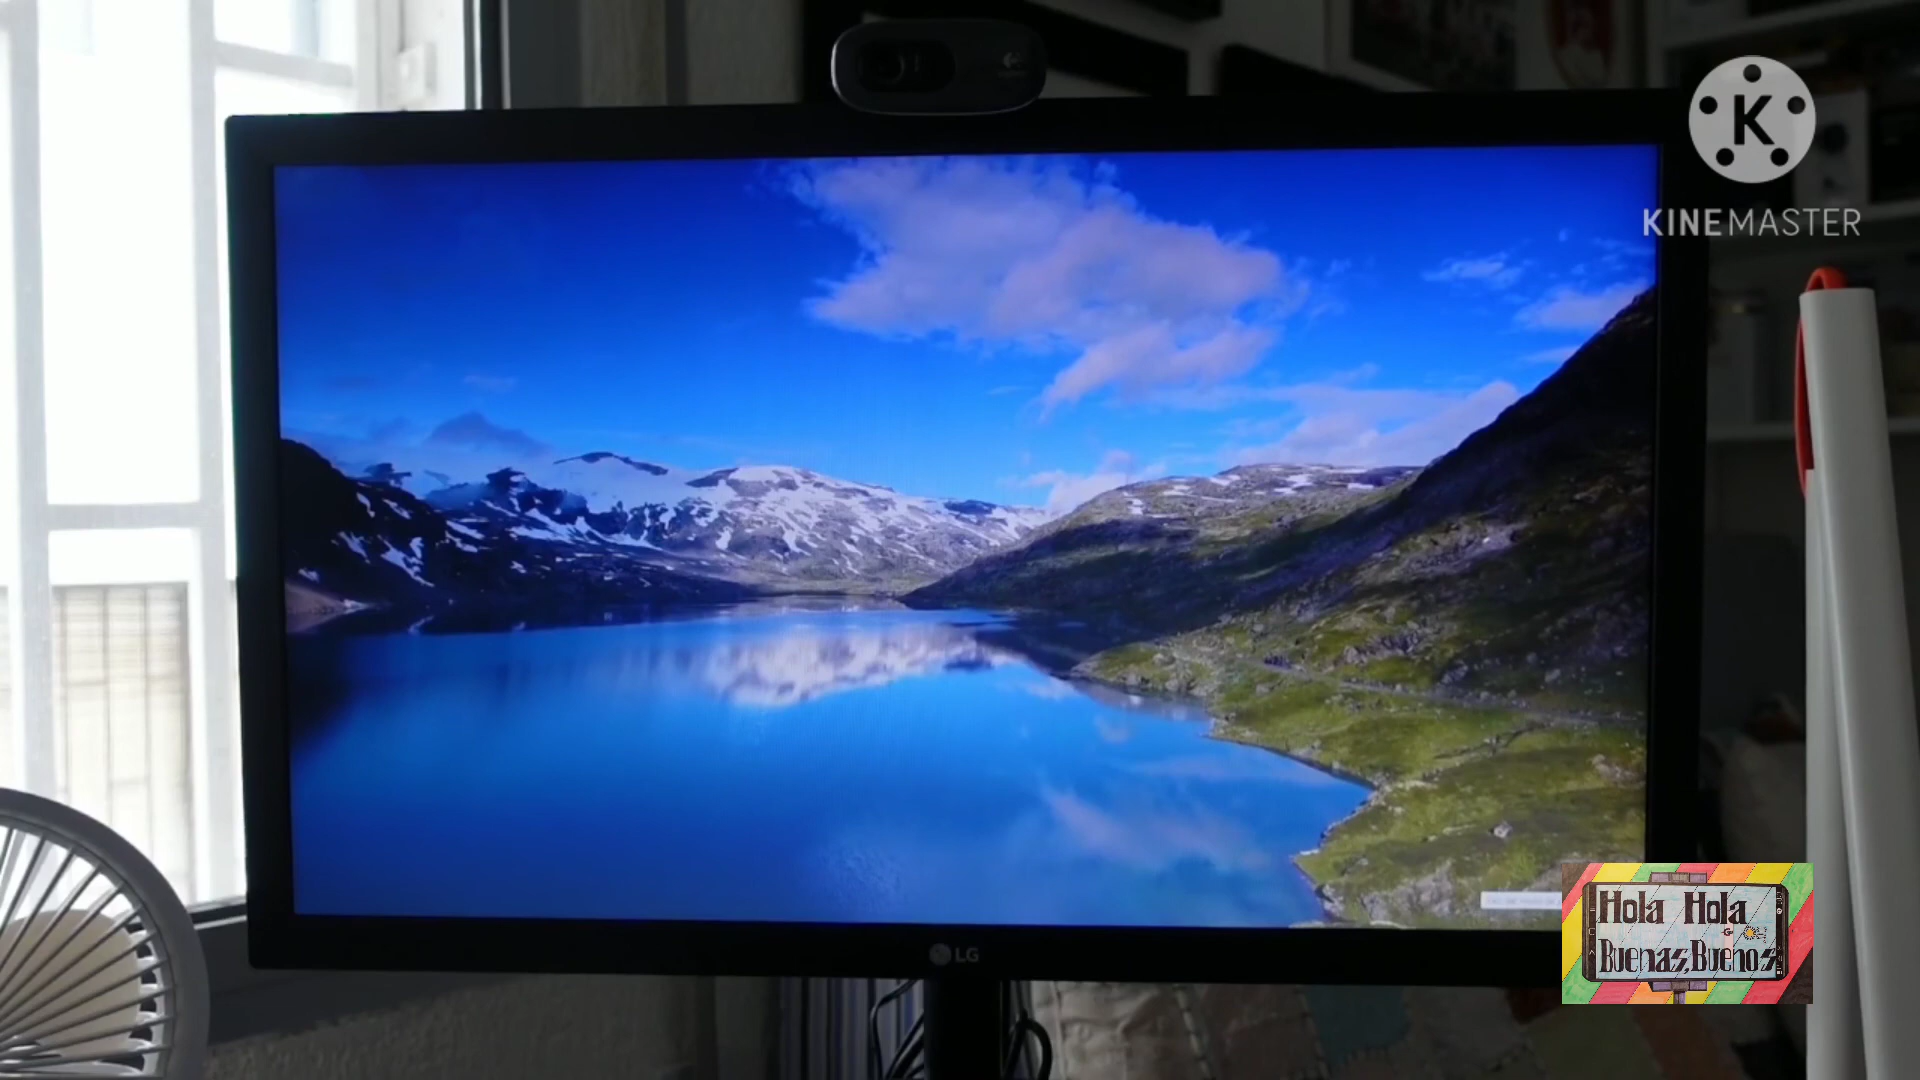 K
KINEMASTER
LG
Hola Hola
Buenas, Buenos